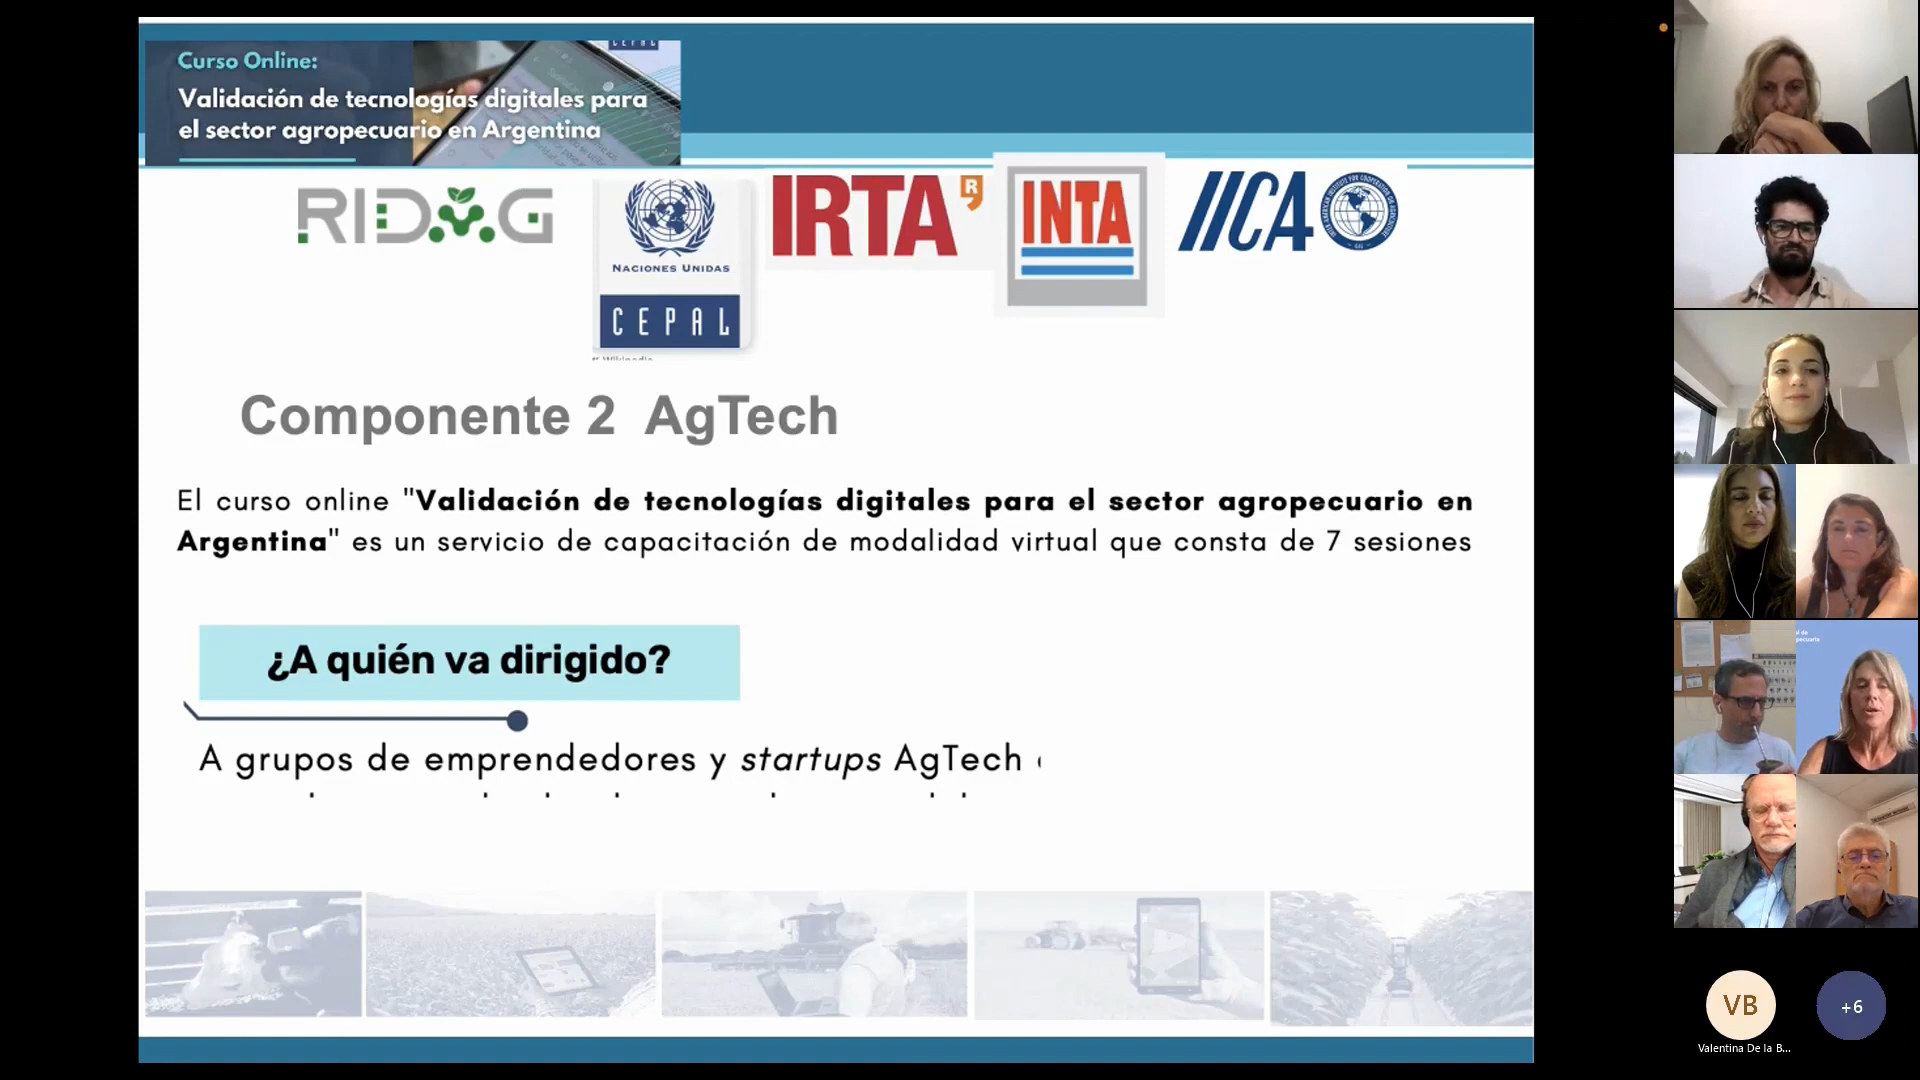 Curso Online:
Validación de tecnologías digitales para
el sector agropecuario en Argentina
CEPAL
RIDAG
NACIONES UNIDAS
CEPAL
IRTA
R
INTA
IICA
Componente 2 AgTech
El curso online "Validación de tecnologías digitales para el sector agropecuario en
Argentina" es un servicio de capacitación de modalidad virtual que consta de 7 sesiones
¿A quién va dirigido?
A grupos de emprendedores y startups AgTech
VB
+6
Valentina De la B...